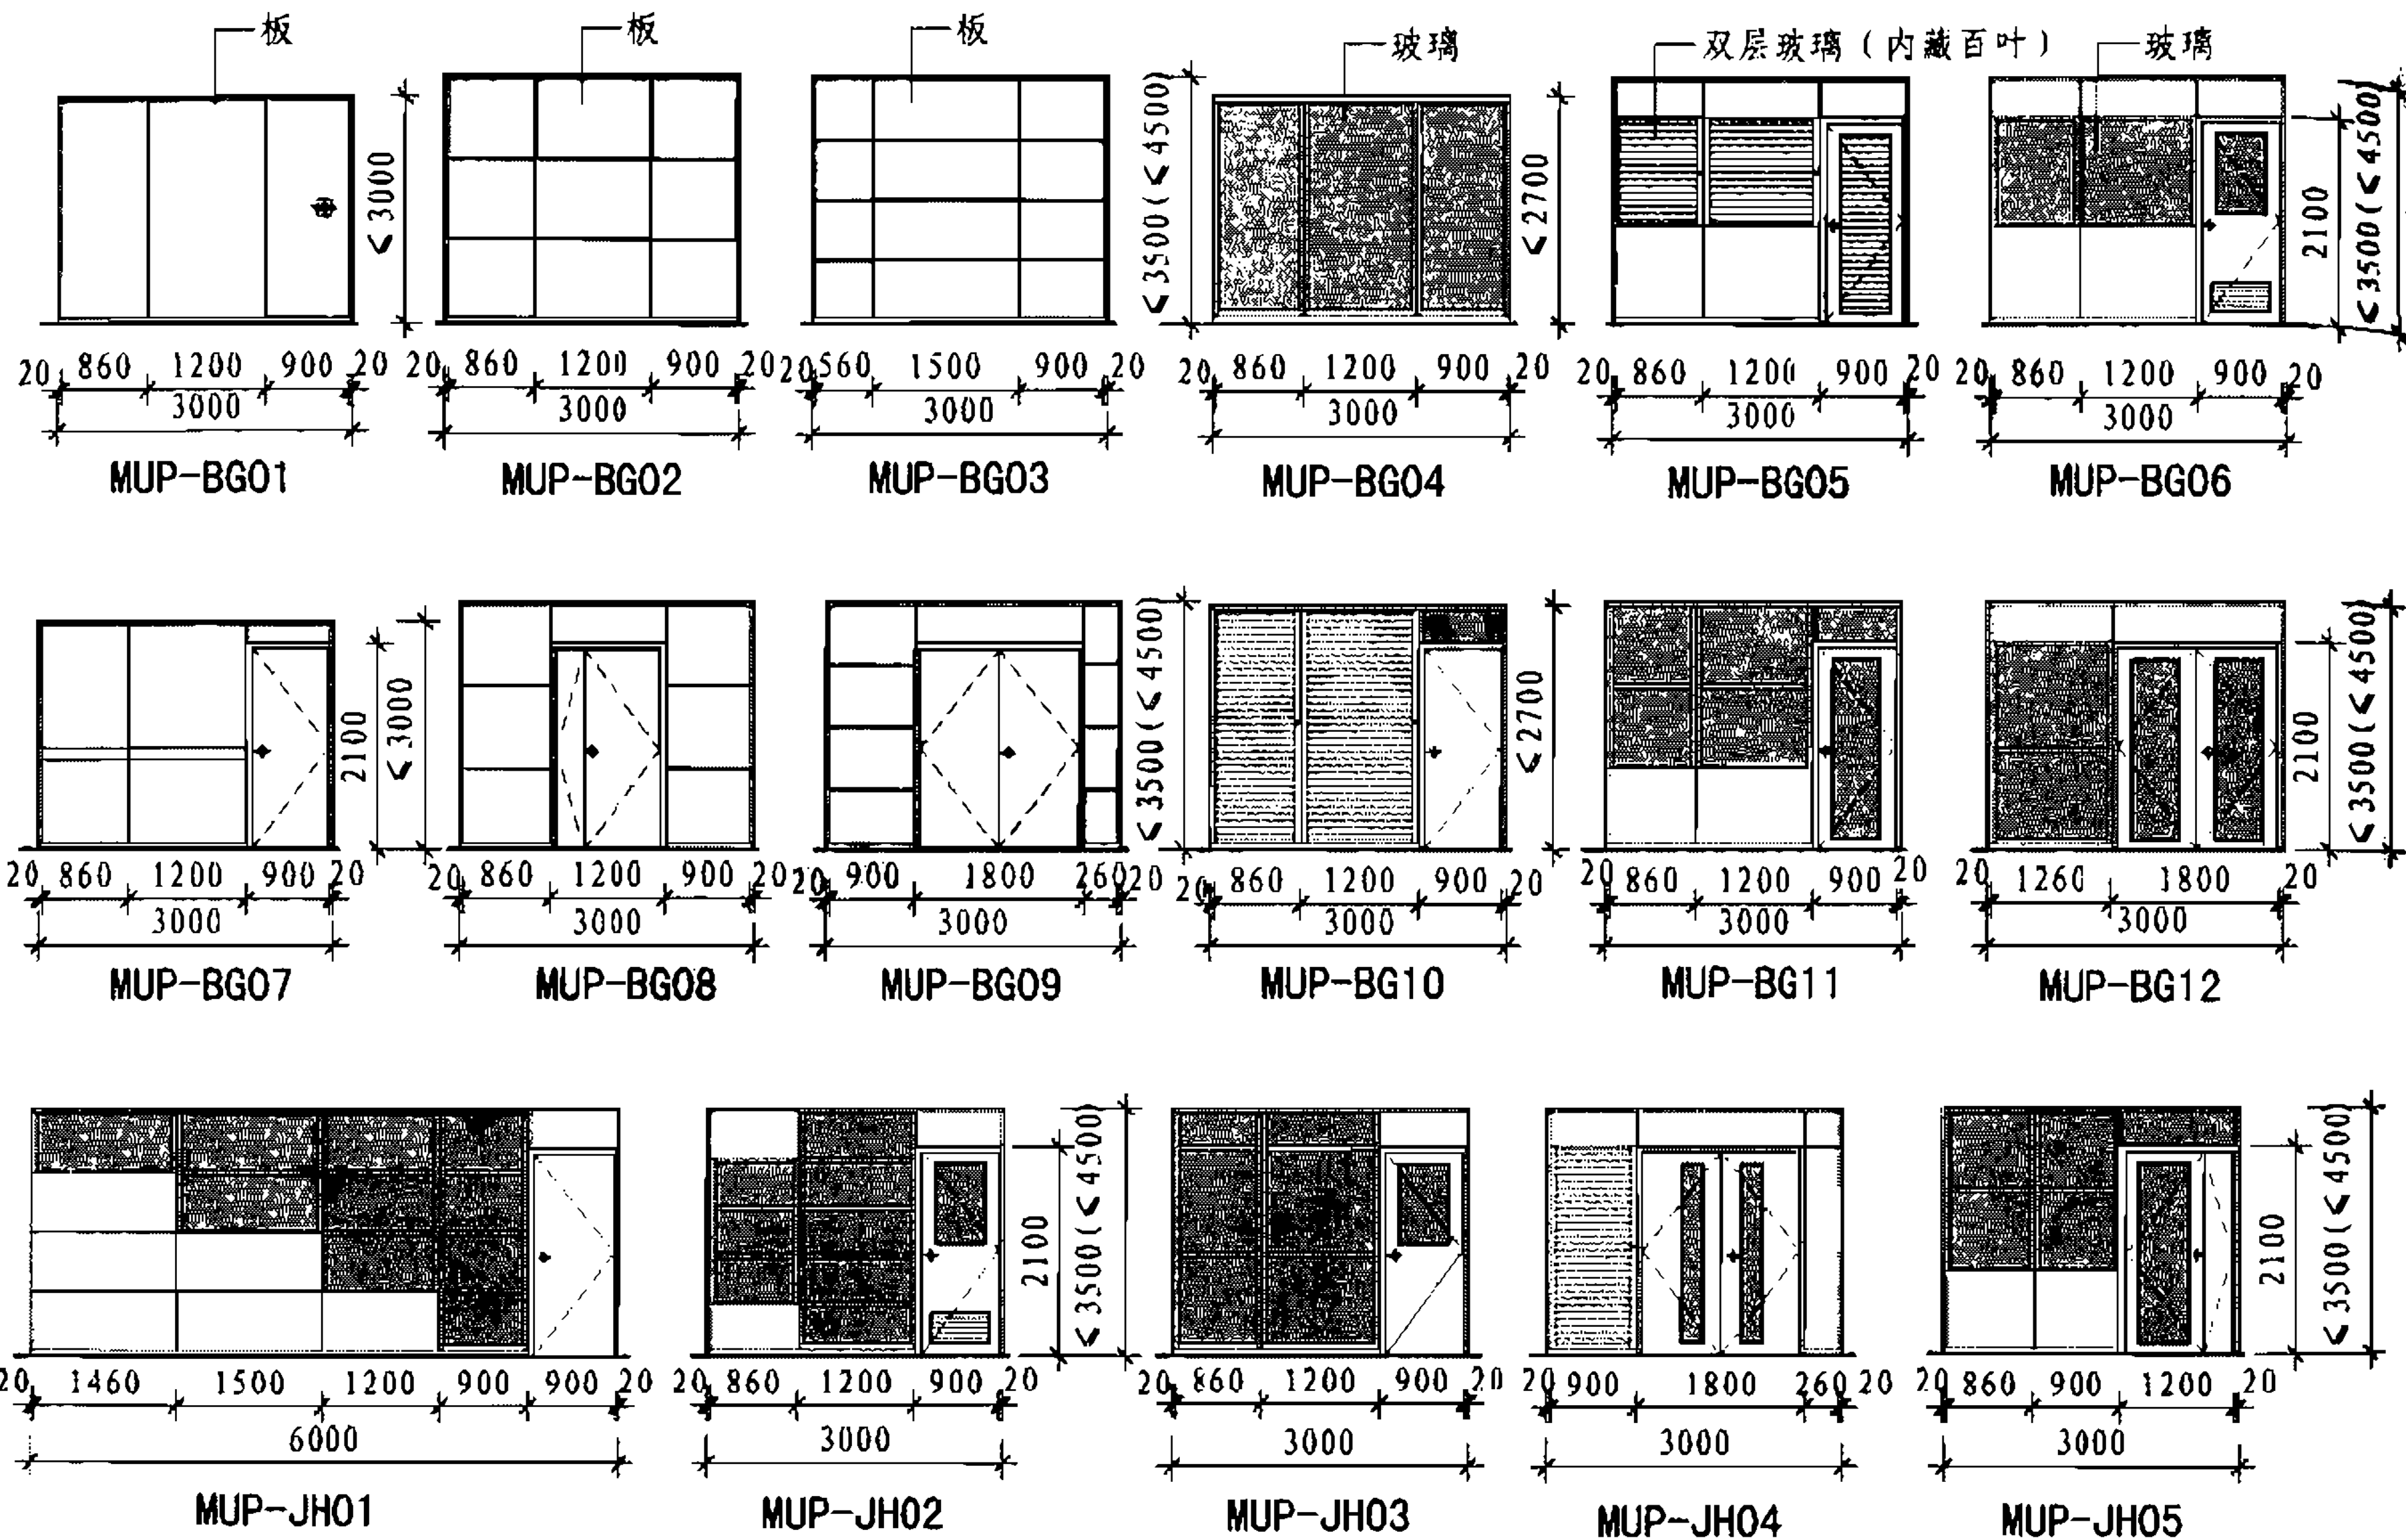 板
板
板
玻璃
双层玻璃（内藏百叶）
玻璃
<3000
<3500(<4500)
<2700
2100
<3500(<4500)
20 860 1200 900 20
3000
MUP-BG01
20 860 1200 900 20
3000
MUP-BG02
20 560 1500 900 20
3000
MUP-BG03
20 860 1200 900 20
3000
MUP-BG04
20 860 1200 900 20
3000
MUP-BG05
20 860 1200 900 20
3000
MUP-BG06
2100
<3000
<3500(<4500)
<2700
2100
<3500(<4500)
20 860 1200 900 20
3000
MUP-BG07
20 860 1200 900 20
3000
MUP-BG08
20 900 1800 260 20
3000
MUP-BG09
20 860 1200 900 20
3000
MUP-BG10
20 860 1200 900 20
3000
MUP-BG11
20 1260 1800 20
3000
MUP-BG12
2100
<3500(<4500)
2100
<3500(<4500)
20 1460 1500 1200 900 900 20
6000
MUP-JH01
20 860 1200 900 20
3000
MUP-JH02
20 860 1200 900 20
3000
MUP-JH03
20 900 1800 260 20
3000
MUP-JH04
20 860 900 1200 20
3000
MUP-JH05